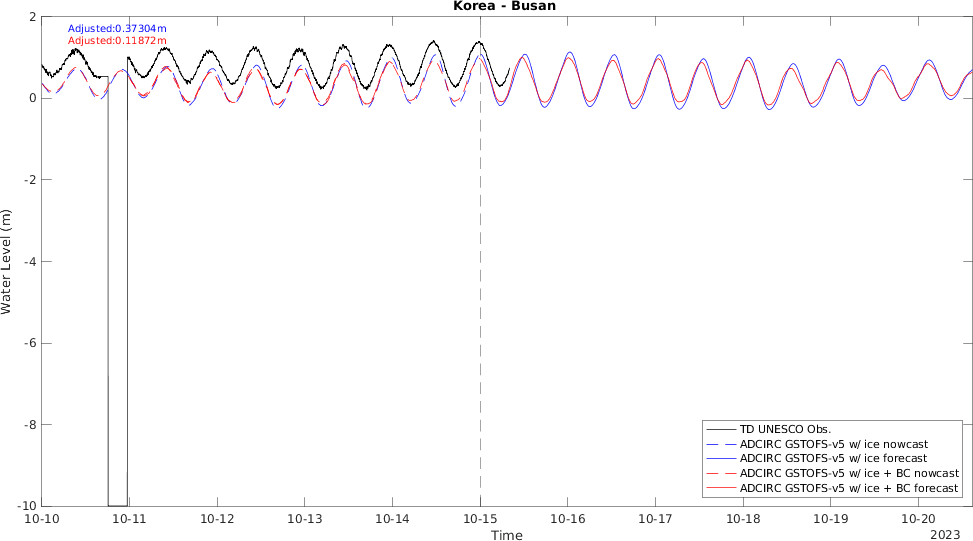 Korea - Busan
Adjusted:0.37304m
Adjusted:0.11872m
2
0
-2
-4
-6
-8
-10
Water Level (m)
10-10
10-11
10-12
10-13
10-14
10-15
10-16
10-17
10-18
10-19
10-20
Time
2023
TD UNESCO Obs.
ADCIRC GSTOFS-v5 w/ ice nowcast
ADCIRC GSTOFS-v5 w/ ice forecast
ADCIRC GSTOFS-v5 w/ ice + BC nowcast
ADCIRC GSTOFS-v5 w/ ice + BC forecast